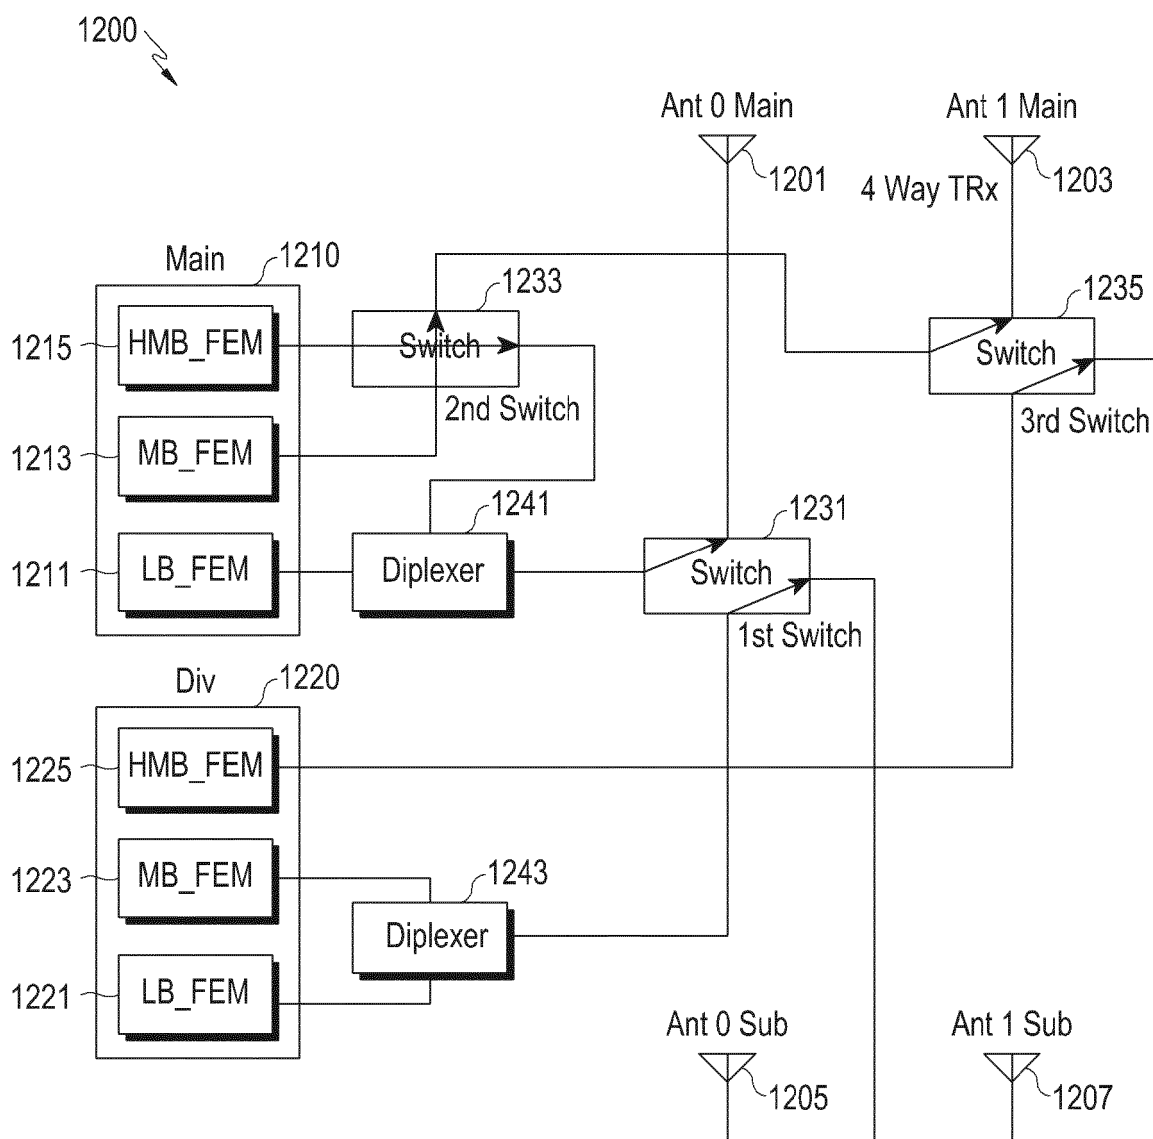 1200
Ant 0 Main
Ant 1 Main
1201
4 Way TRx
1203
Main
1210
1233
1235
1215
HMB_FEM
Switch
Switch
2nd Switch
3rd Switch
1213
MB_FEM
1241
1231
1211
LB_FEM
Diplexer
Switch
1st Switch
Div
1220
1225
HMB_FEM
1223
MB_FEM
1243
Diplexer
1221
LB_FEM
Ant 0 Sub
Ant 1 Sub
1205
1207